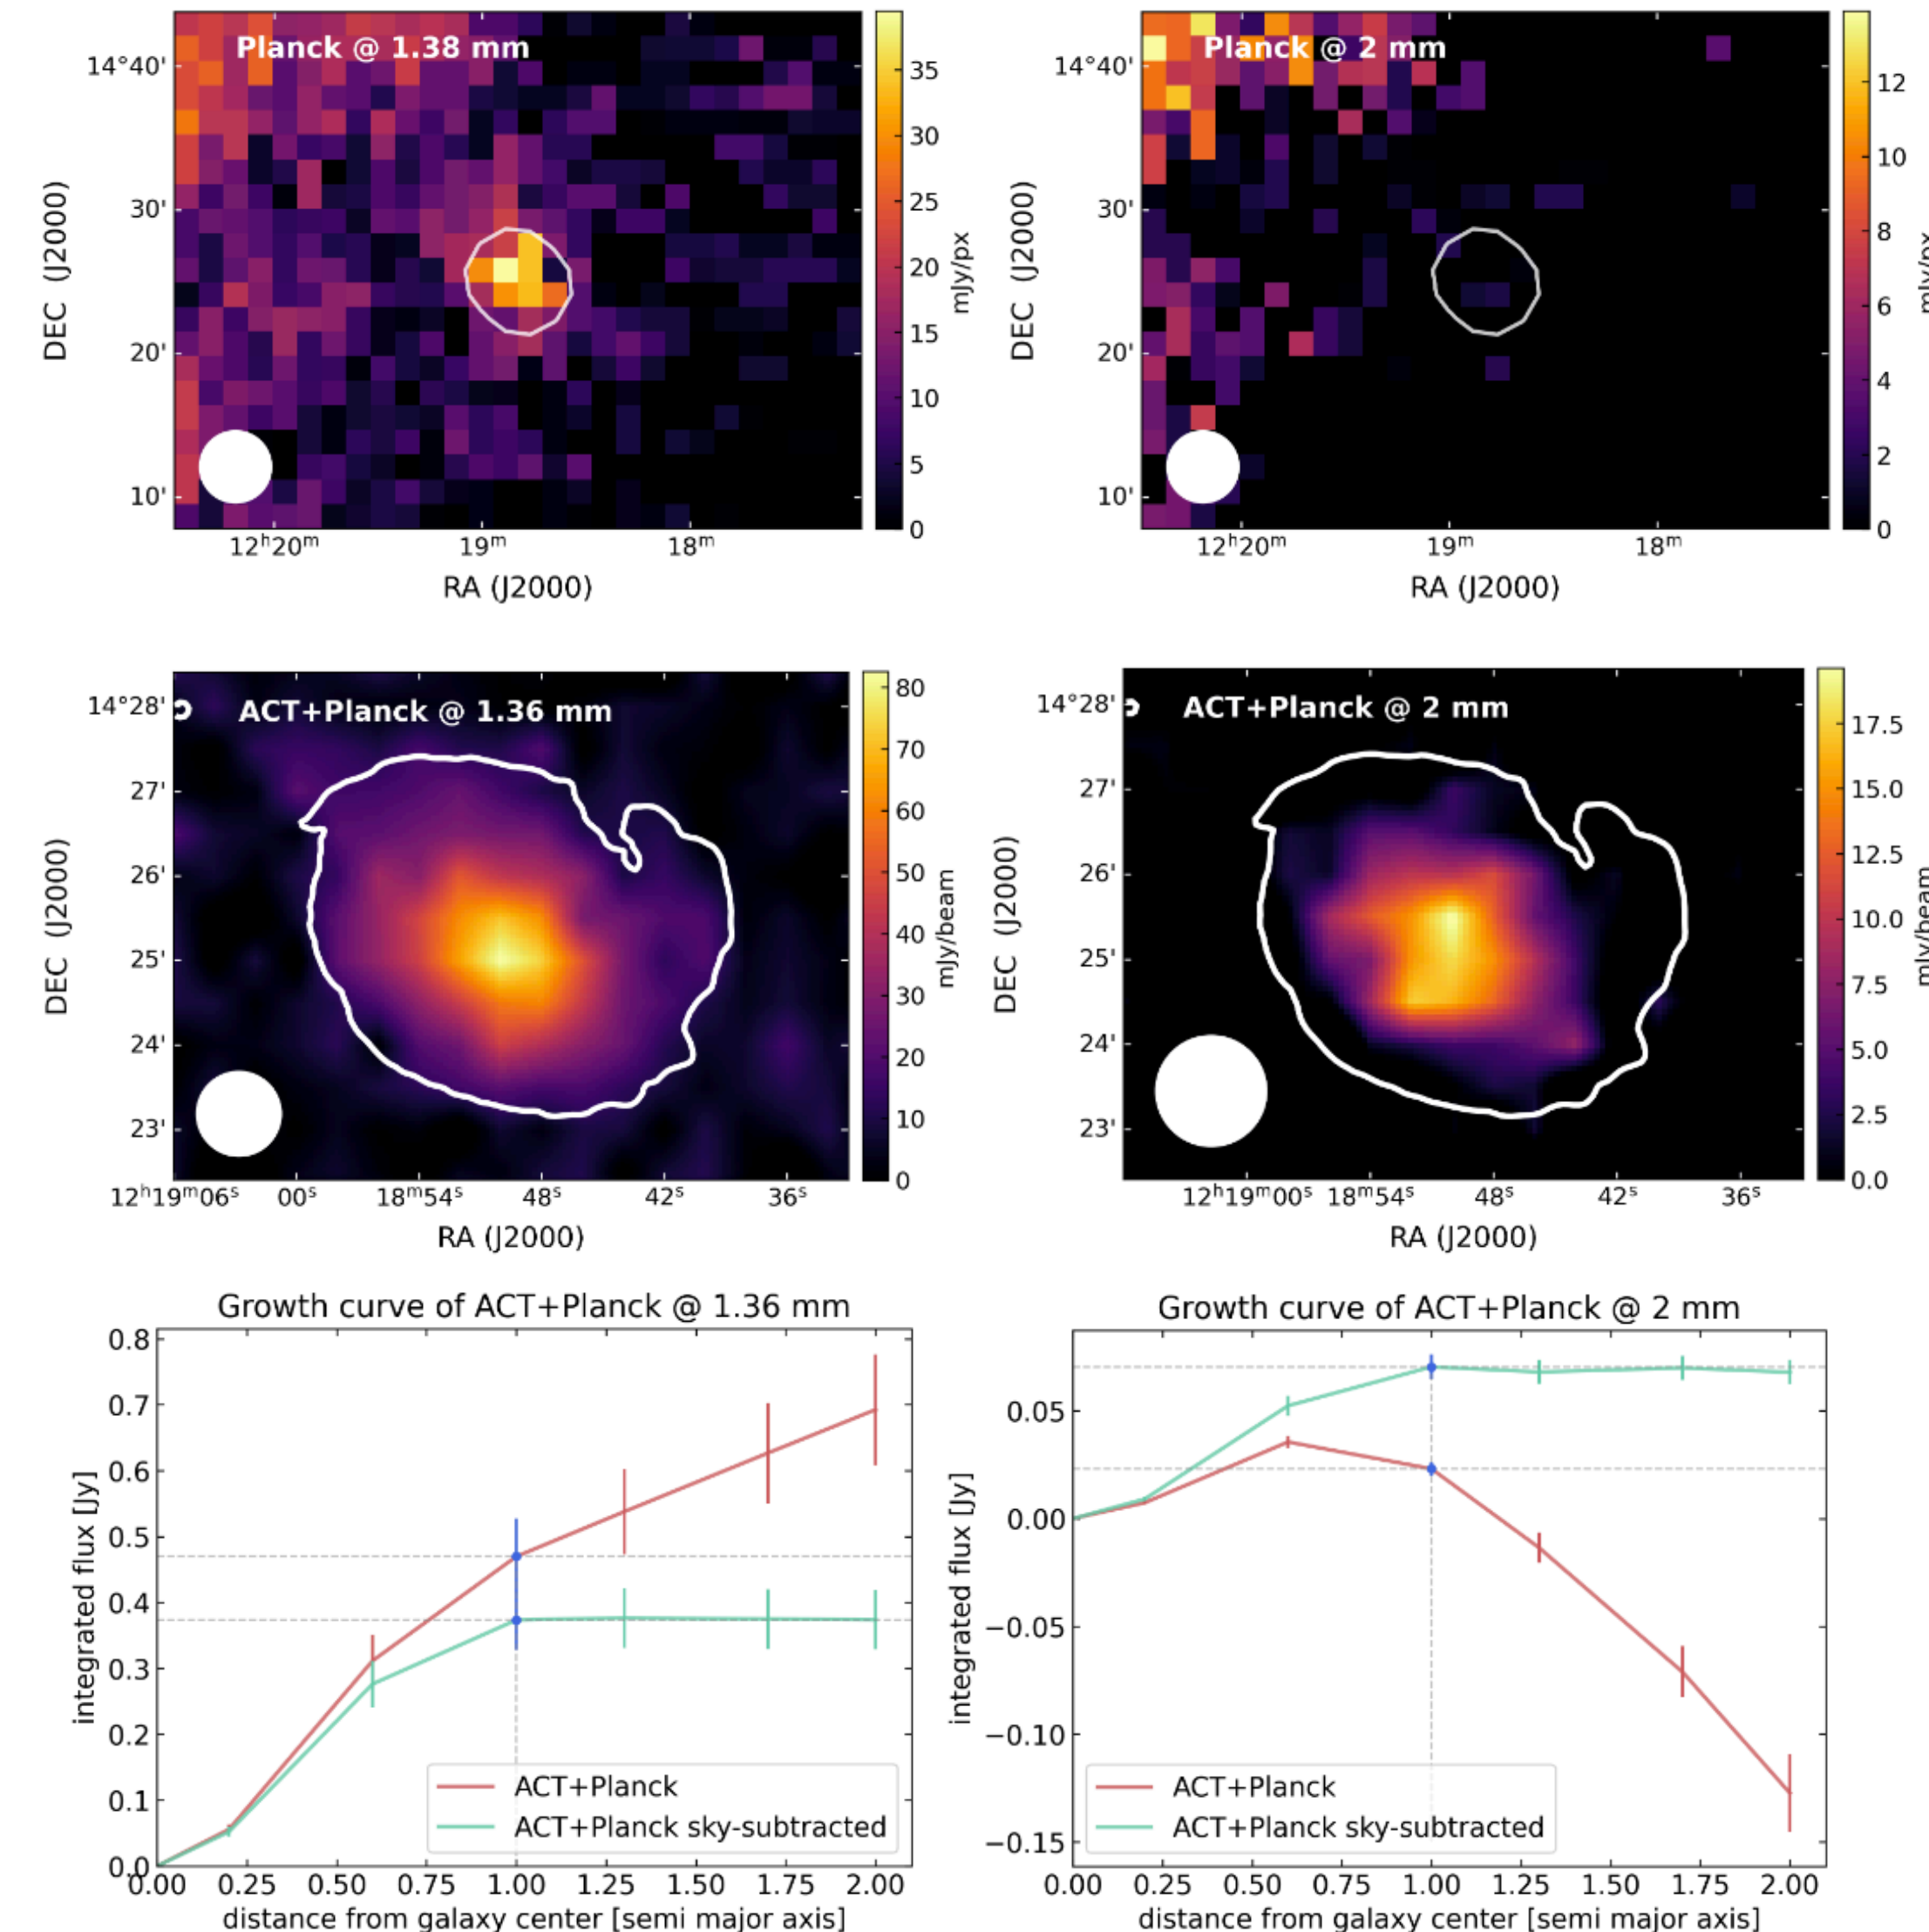 Planck @ 1.38 mm
14°40'
30'
20'
10'
DEC (J2000)
12ʰ20ᵐ
19ᵐ
18ᵐ
RA (J2000)
35
30
25
20
15
10
5
0
mJy/px
Planck @ 2 mm
14°40'
30'
20'
10'
DEC (J2000)
12ʰ20ᵐ
19ᵐ
18ᵐ
RA (J2000)
12
10
8
6
4
2
0
mJy/px
ACT+Planck @ 1.36 mm
14°28'
27'
26'
25'
24'
23'
DEC (J2000)
12ʰ19ᵐ06ˢ
00ˢ
18ᵐ54ˢ
48ˢ
42ˢ
36ˢ
RA (J2000)
80
70
60
50
40
30
20
10
0
mJy/beam
ACT+Planck @ 2 mm
14°28'
27'
26'
25'
24'
23'
DEC (J2000)
12ʰ19ᵐ00ˢ
18ᵐ54ˢ
48ˢ
42ˢ
36ˢ
RA (J2000)
17.5
15.0
12.5
10.0
7.5
5.0
2.5
0.0
mJy/beam
Growth curve of ACT+Planck @ 1.36 mm
0.8
0.7
0.6
0.5
0.4
0.3
0.2
0.1
0.0
integrated flux [Jy]
ACT+Planck
ACT+Planck sky-subtracted
0.00 0.25 0.50 0.75 1.00 1.25 1.50 1.75 2.00
distance from galaxy center [semi major axis]
Growth curve of ACT+Planck @ 2 mm
0.05
0.00
−0.05
−0.10
−0.15
integrated flux [Jy]
ACT+Planck
ACT+Planck sky-subtracted
0.00 0.25 0.50 0.75 1.00 1.25 1.50 1.75 2.00
distance from galaxy center [semi major axis]